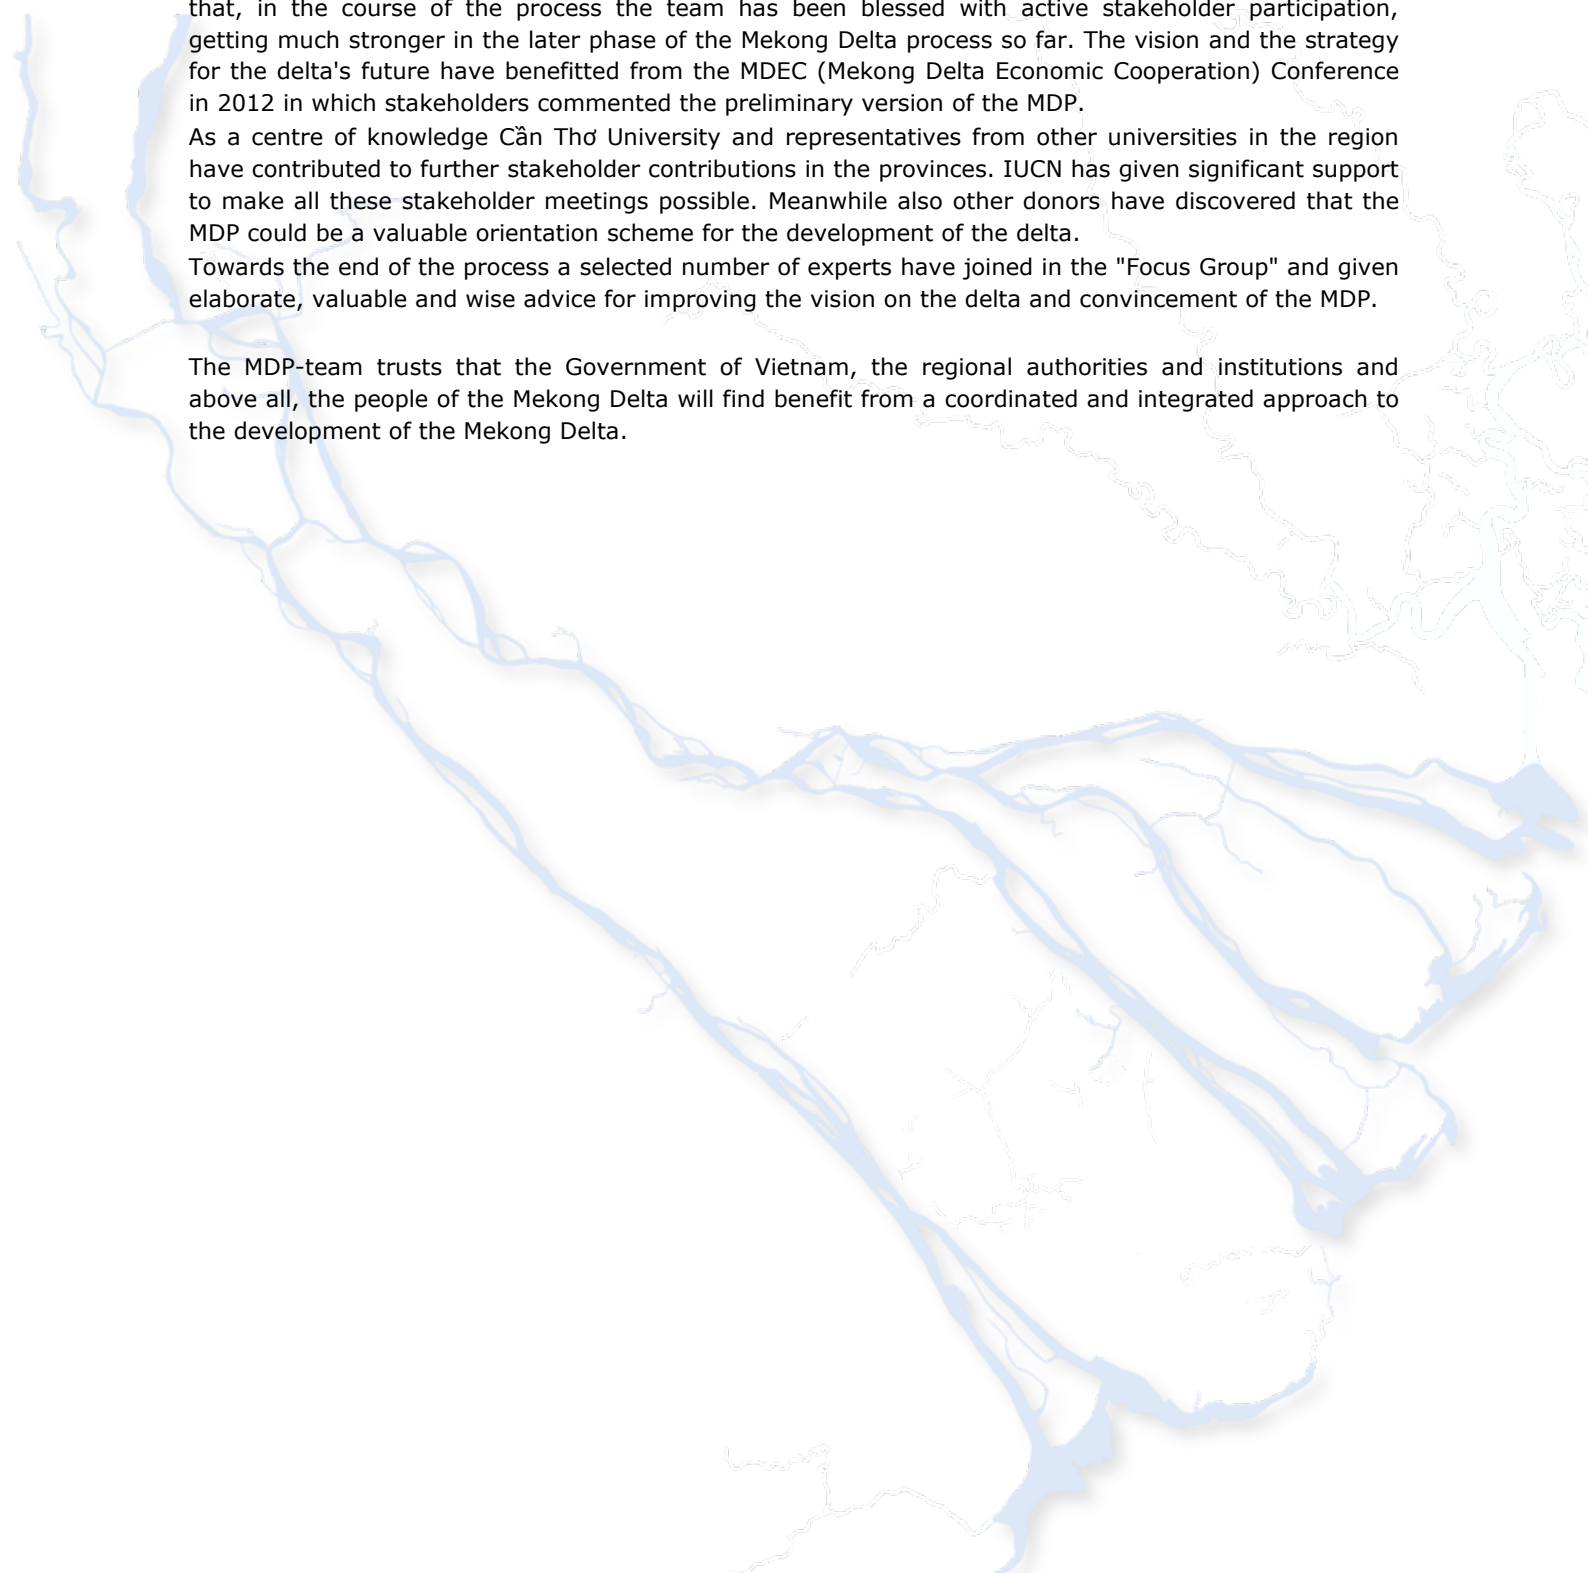 that, in the course of the process the team has been blessed with active stakeholder participation,
getting much stronger in the later phase of the Mekong Delta process so far. The vision and the strategy
for the delta's future have benefitted from the MDEC (Mekong Delta Economic Cooperation) Conference
in 2012 in which stakeholders commented the preliminary version of the MDP.
As a centre of knowledge Cần Thơ University and representatives from other universities in the region
have contributed to further stakeholder contributions in the provinces. IUCN has given significant support
to make all these stakeholder meetings possible. Meanwhile also other donors have discovered that the
MDP could be a valuable orientation scheme for the development of the delta.
Towards the end of the process a selected number of experts have joined in the "Focus Group" and given
elaborate, valuable and wise advice for improving the vision on the delta and convincement of the MDP.
The MDP-team trusts that the Government of Vietnam, the regional authorities and institutions and
above all, the people of the Mekong Delta will find benefit from a coordinated and integrated approach to
the development of the Mekong Delta.